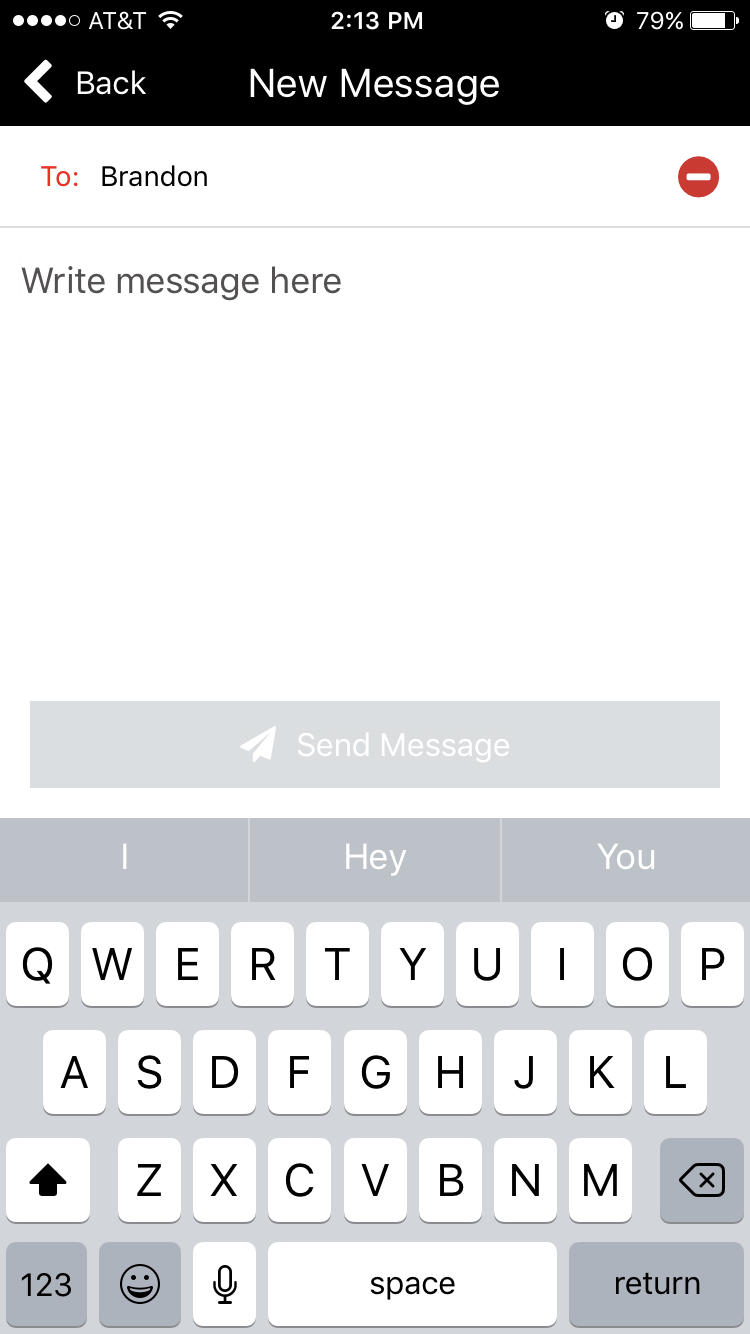 AT&T 2:13 PM 79%
Back New Message
To: Brandon
Write message here
Send Message
I Hey You
Q W E R T Y U I O P
A S D F G H J K L
Z X C V B N M
123 space return